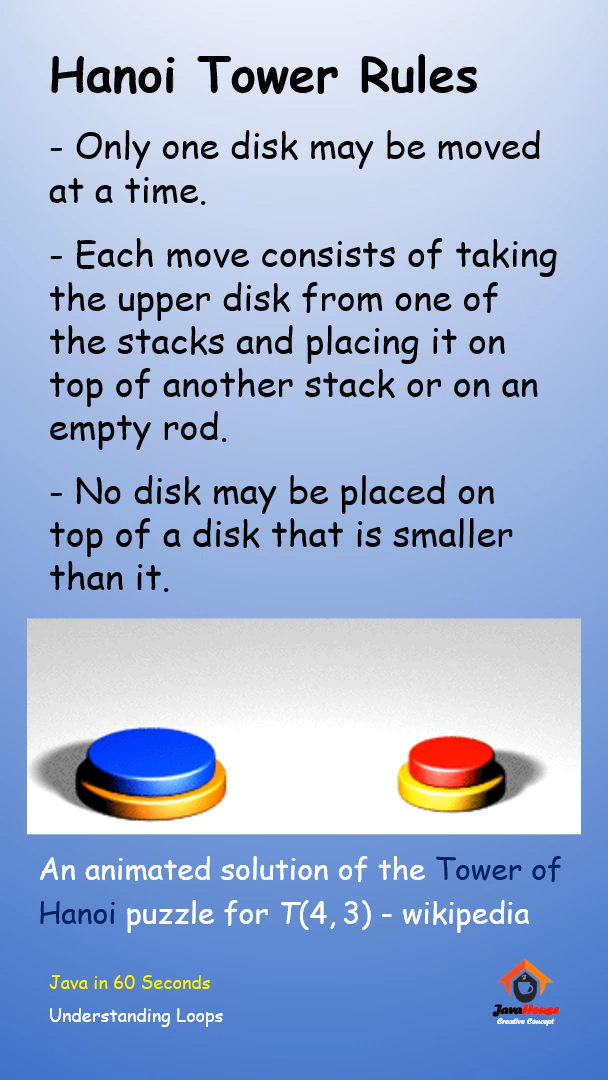 Hanoi Tower Rules
- Only one disk may be moved
at a time.
- Each move consists of taking
the upper disk from one of
the stacks and placing it on
top of another stack or on an
empty rod.
- No disk may be placed on
top of a disk that is smaller
than it.
An animated solution of the Tower of
Hanoi puzzle for T(4, 3) - wikipedia
Java in 60 Seconds
Understanding Loops
JavaHouse
Creative Concept